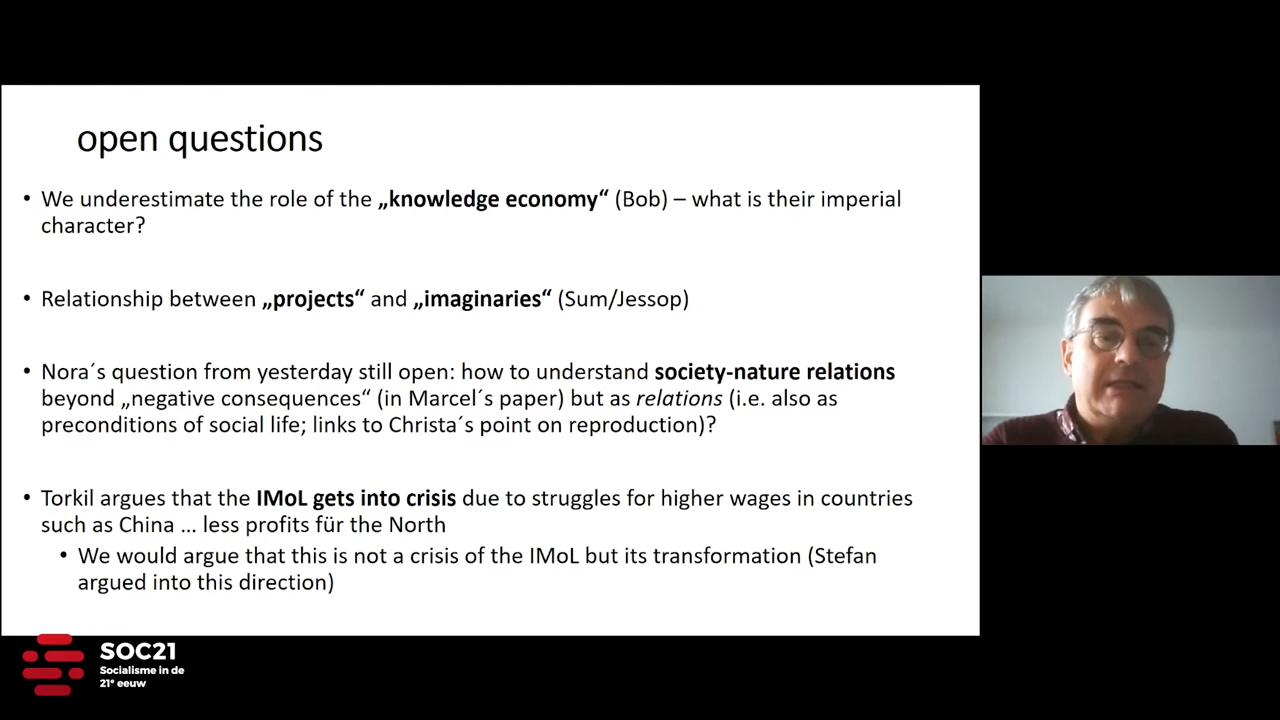 open questions
• We underestimate the role of the „knowledge economy“ (Bob) – what is their imperial
character?
• Relationship between „projects“ and „imaginaries“ (Sum/Jessop)
• Nora´s question from yesterday still open: how to understand society-nature relations
beyond „negative consequences“ (in Marcel´s paper) but as relations (i.e. also as
preconditions of social life; links to Christa´s point on reproduction)?
• Torkil argues that the IMoL gets into crisis due to struggles for higher wages in countries
such as China … less profits für the North
• We would argue that this is not a crisis of the IMoL but its transformation (Stefan
argued into this direction)
SOC21
Socialisme in de
21e eeuw